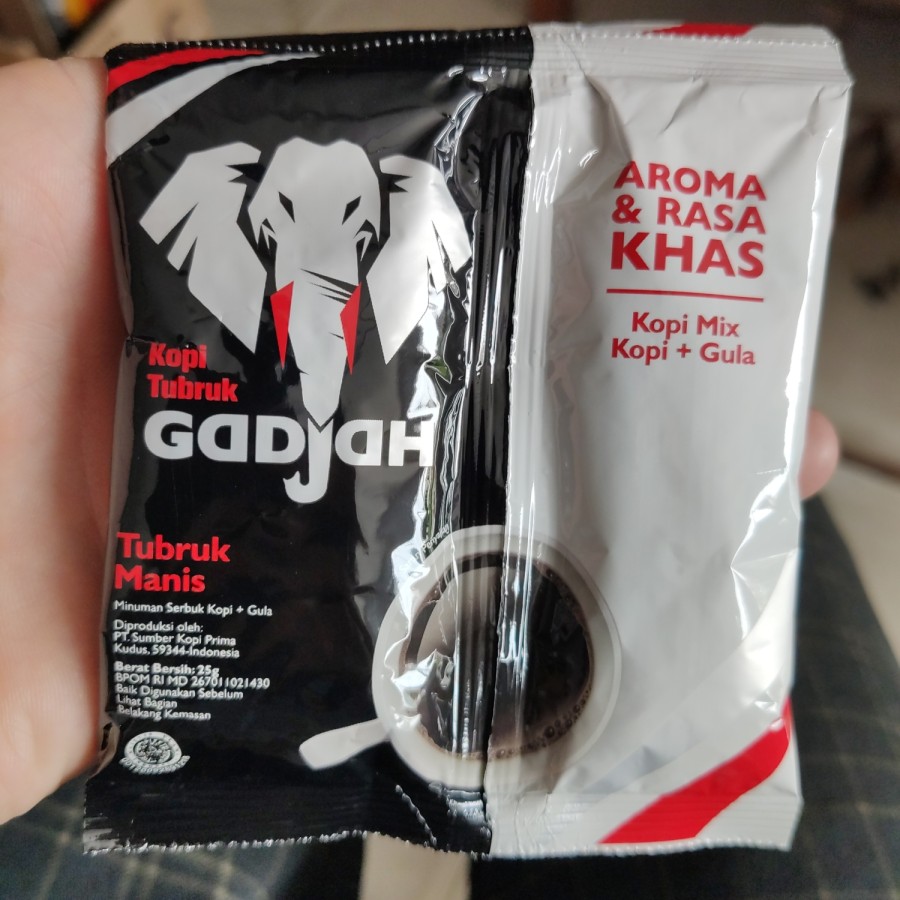 Kopi
Tubruk
GADJAH
Tubruk
Manis
Minuman Serbuk Kopi + Gula
Diproduksi oleh:
PT. Sumber Kopi Prima
Kudus, 59344-Indonesia
Berat Bersih: 25g
BPOM RI MD 267011021430
Baik Digunakan Sebelum
Lihat Bagian
Belakang Kemasan
AROMA
& RASA
KHAS
Kopi Mix
Kopi + Gula